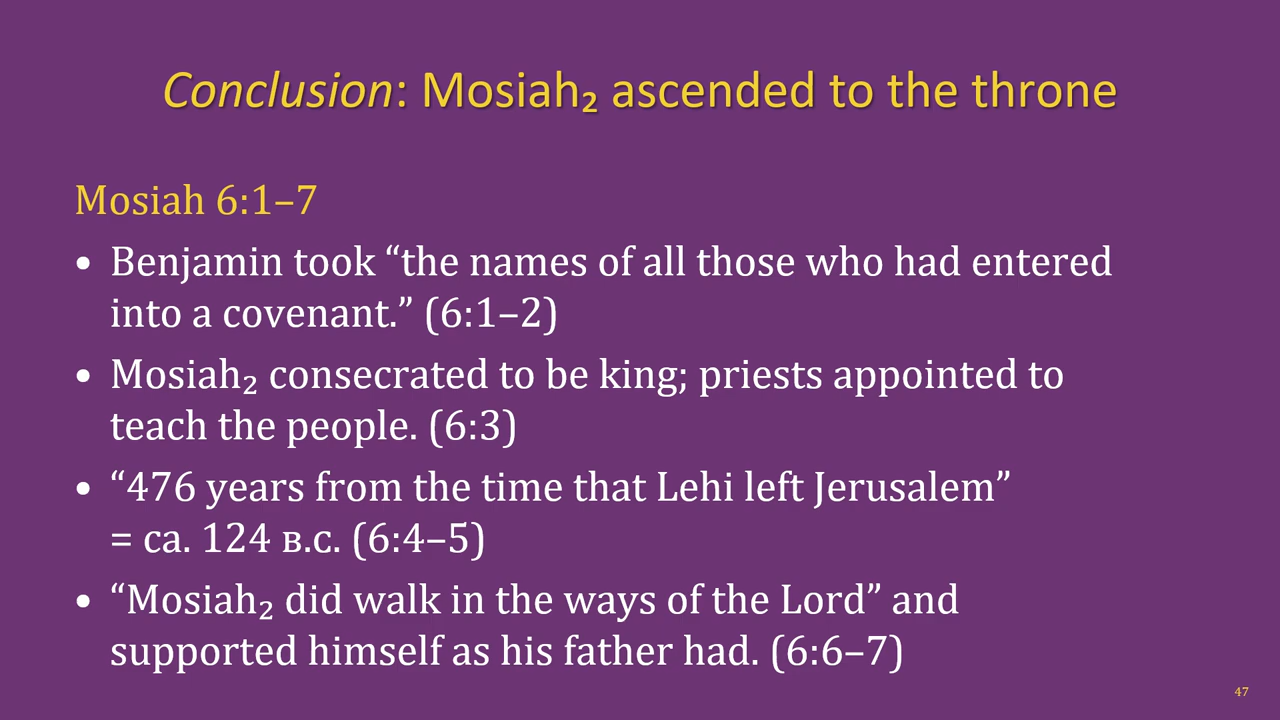 Conclusion: Mosiah₂ ascended to the throne
Mosiah 6:1–7
• Benjamin took “the names of all those who had entered
into a covenant.” (6:1–2)
• Mosiah₂ consecrated to be king; priests appointed to
teach the people. (6:3)
• “476 years from the time that Lehi left Jerusalem”
= ca. 124 B.C. (6:4–5)
• “Mosiah₂ did walk in the ways of the Lord” and
supported himself as his father had. (6:6–7)
47